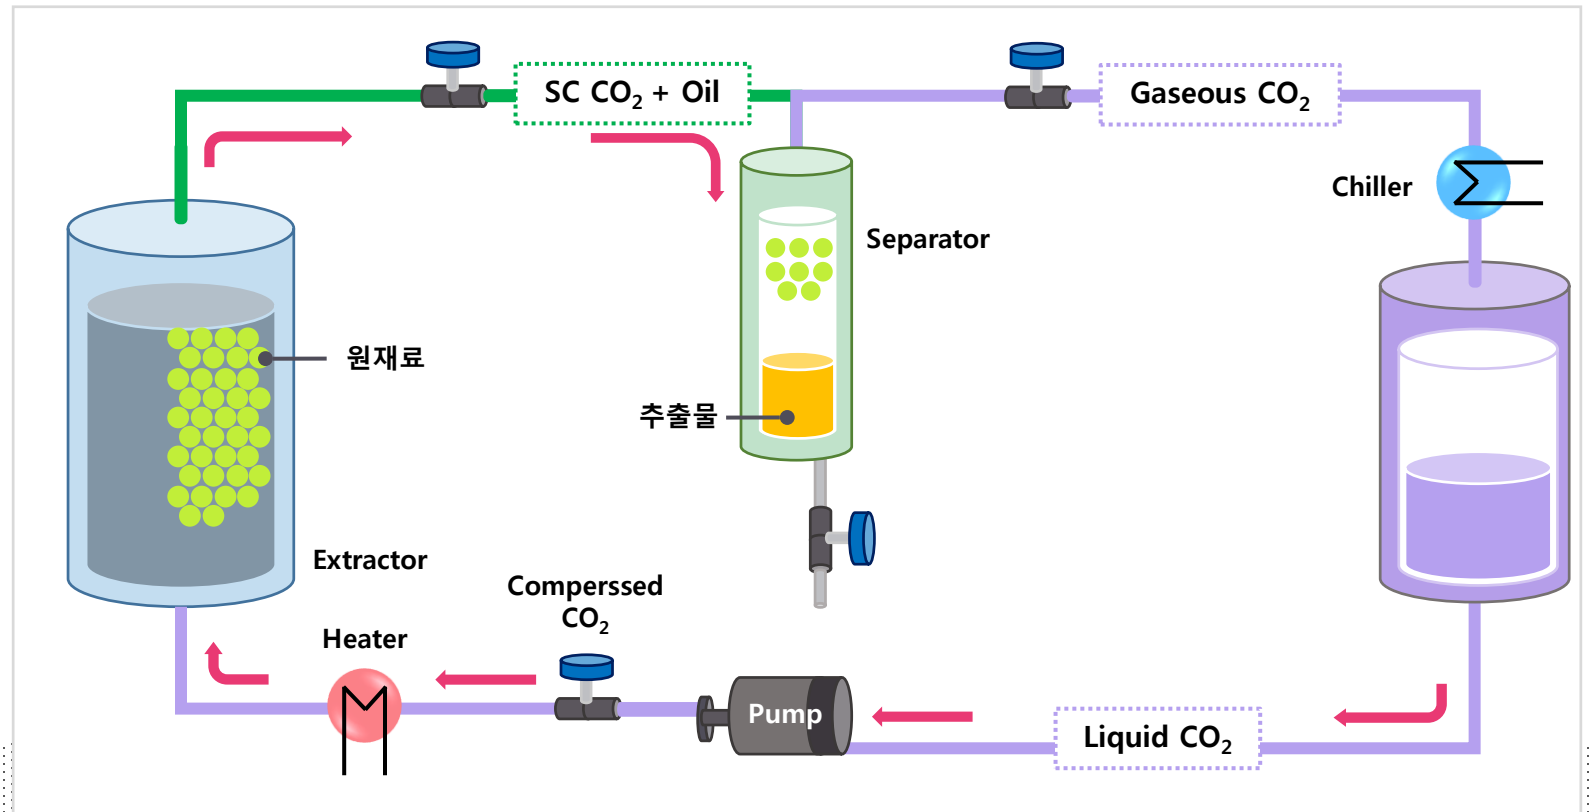 SC CO₂ + Oil
Gaseous CO₂
Chiller
Separator
원재료
추출물
Extractor
Comperssed
CO₂
Heater
Pump
Liquid CO₂